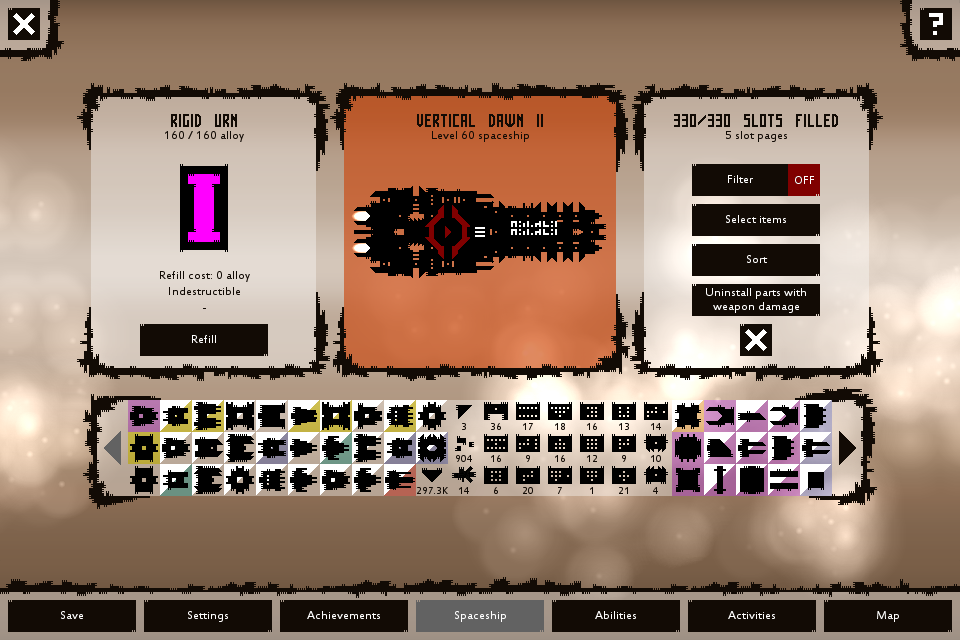 ?
RIGID URN
160 / 160 alloy
Refill cost: 0 alloy
Indestructible
-
Refill
VERTICAL DAWN II
Level 60 spaceship
330/330 SLOTS FILLED
5 slot pages
Filter OFF
Select items
Sort
Uninstall parts with
weapon damage
3 36 17 18 16 13 14
904 16 9 16 12 9 10
297.3K 14 6 20 7 1 21 4
Save Settings Achievements Spaceship Abilities Activities Map